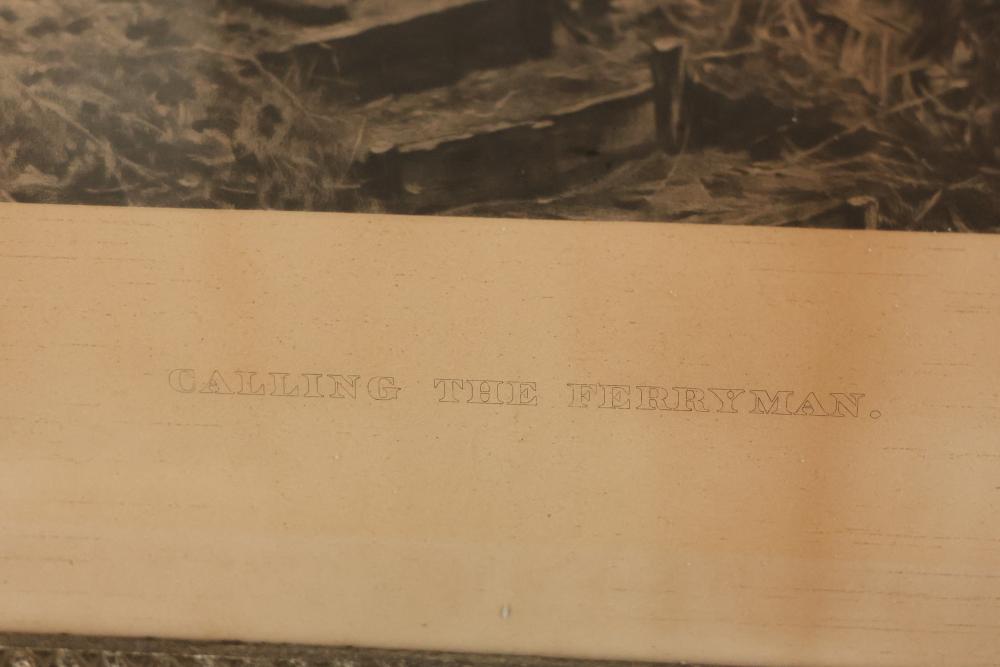 CALLING THE FERRYMAN.